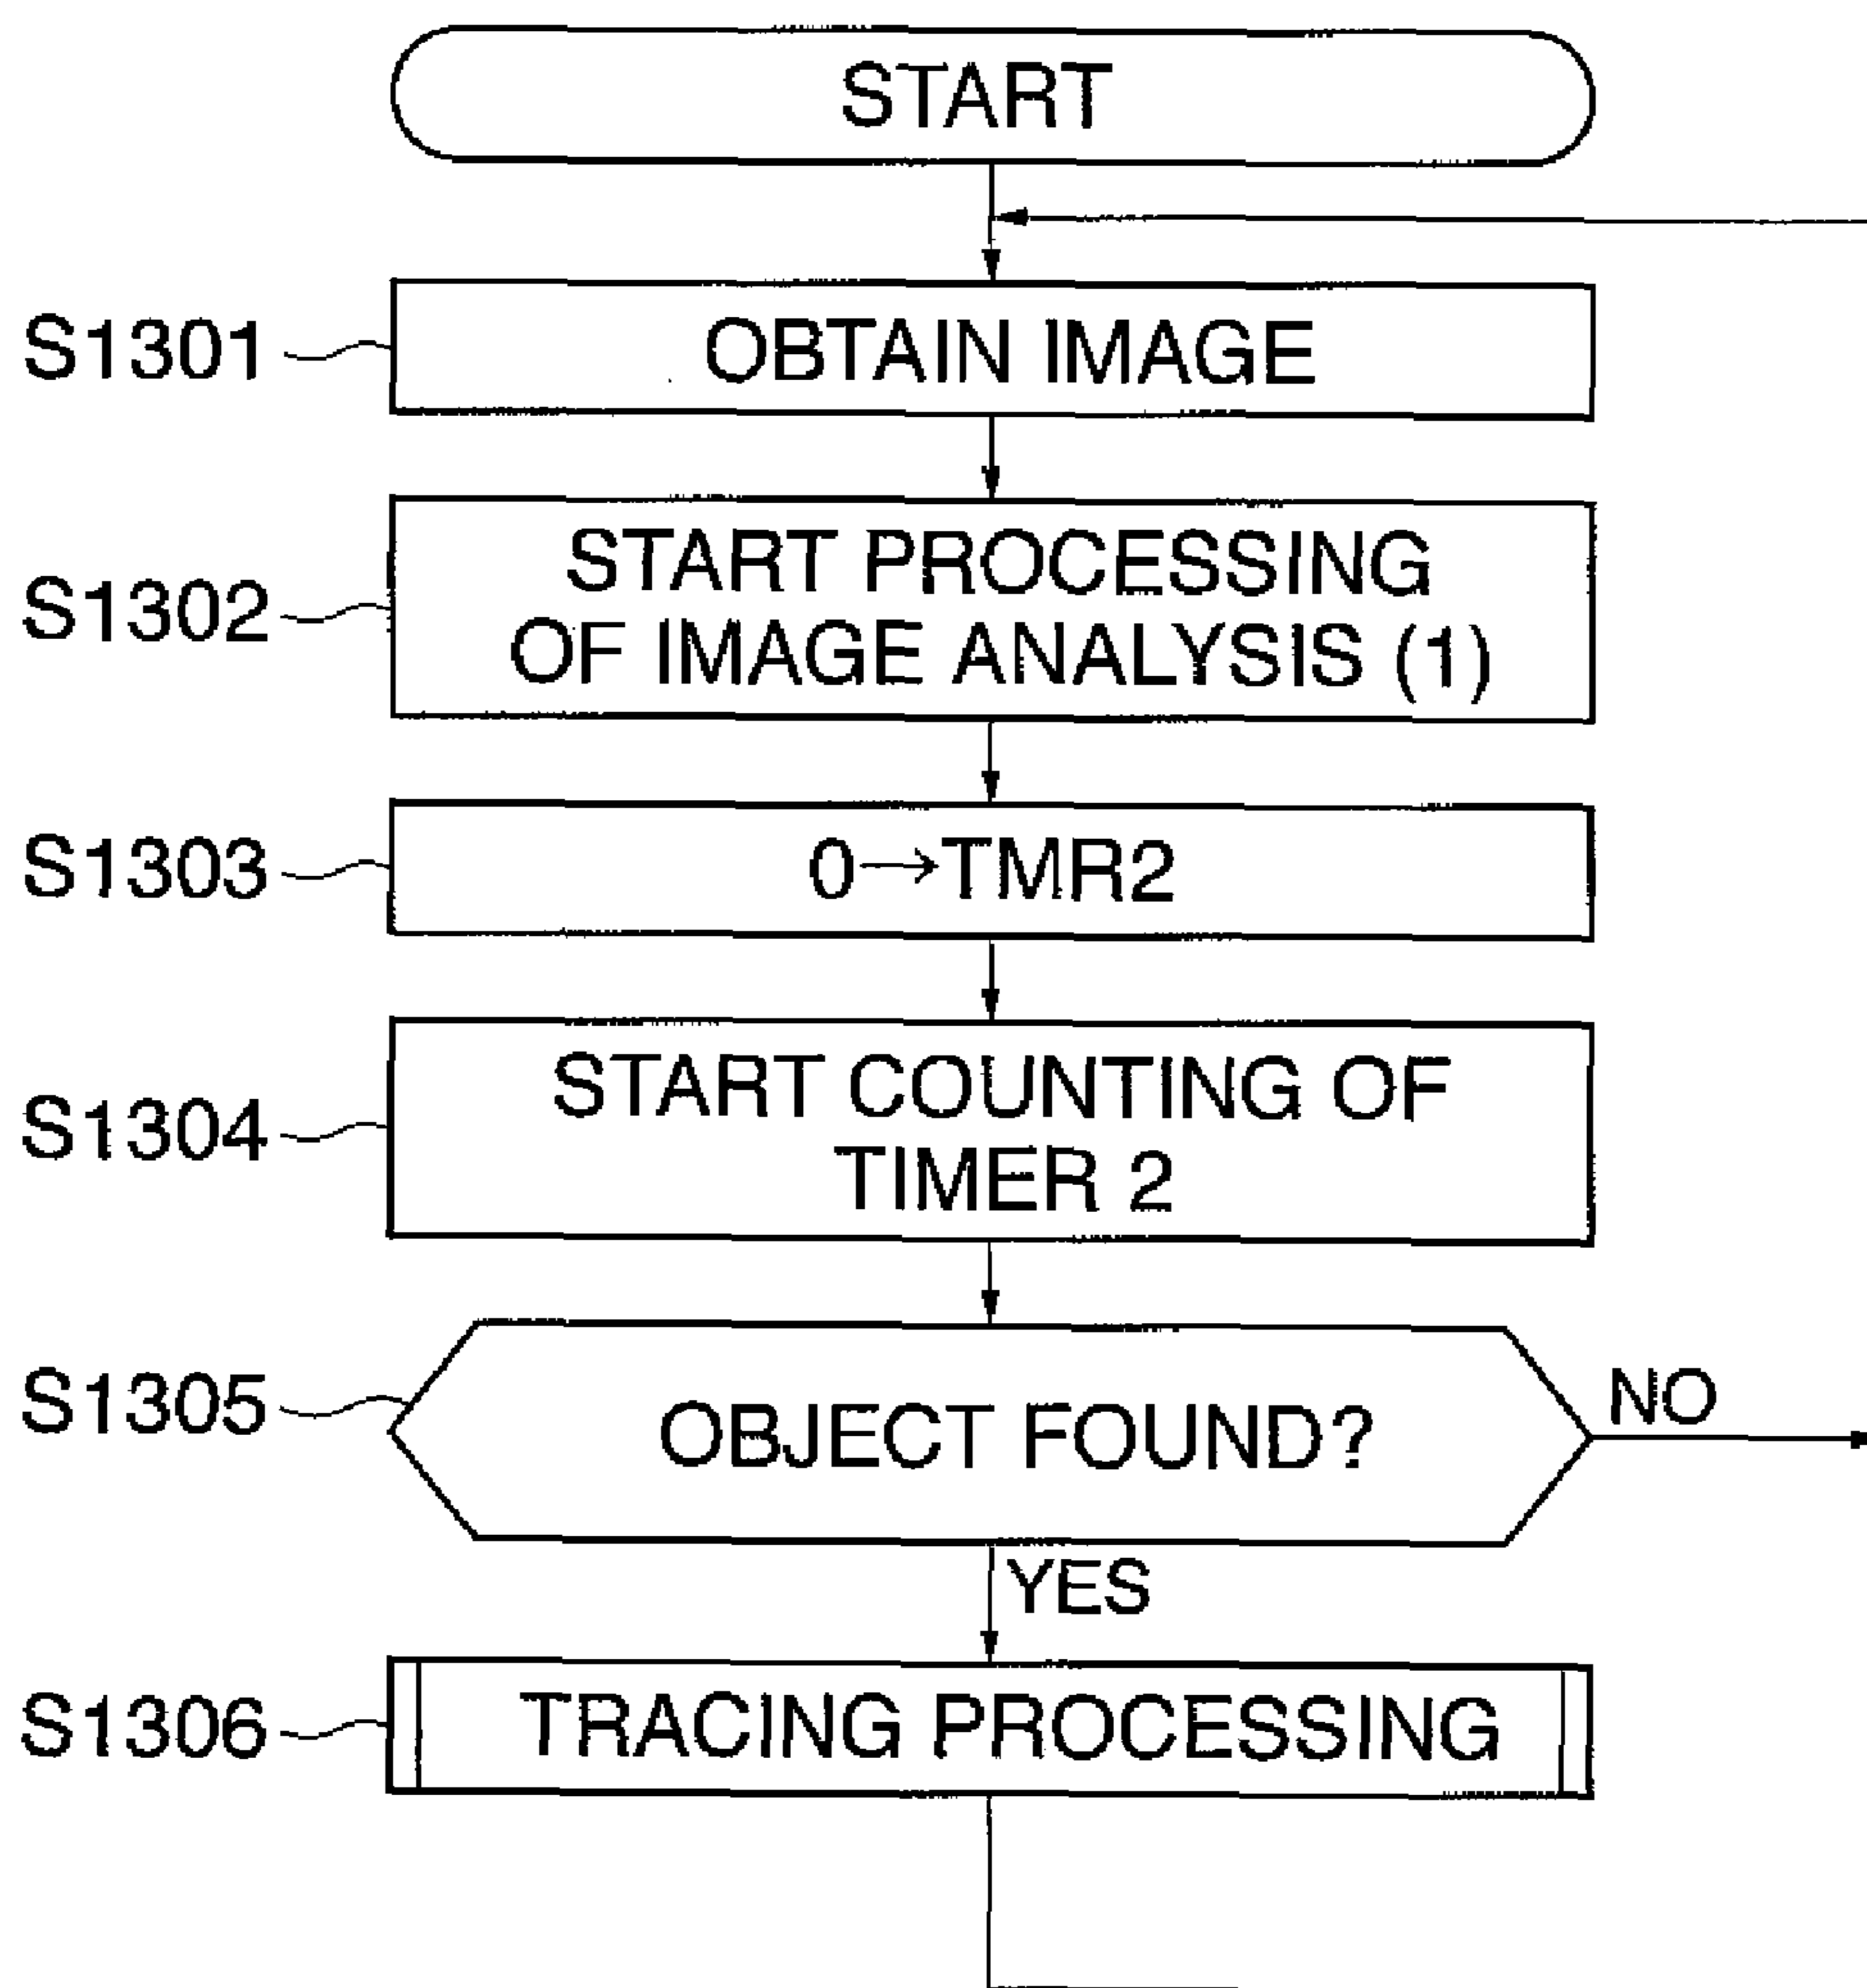 START
S1301
OBTAIN IMAGE
S1302
START PROCESSING
OF IMAGE ANALYSIS (1)
S1303
0→TMR2
S1304
START COUNTING OF
TIMER 2
S1305
OBJECT FOUND?
NO
YES
S1306
TRACING PROCESSING